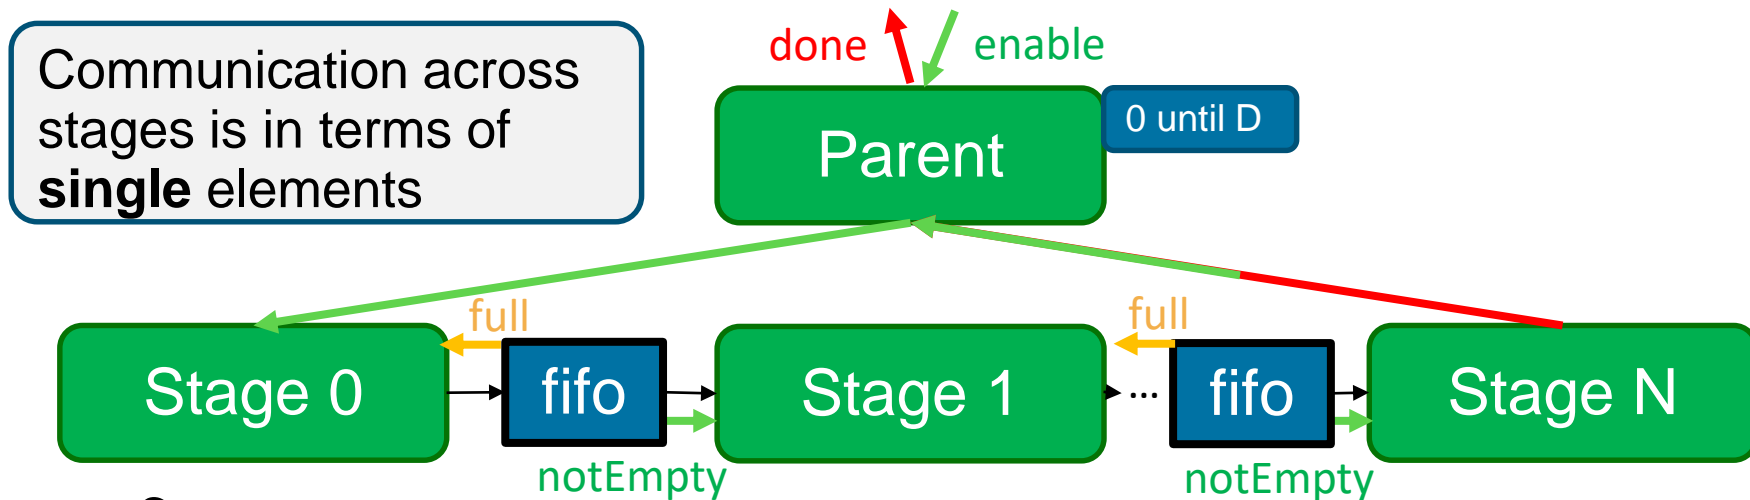 done
enable
Communication across
stages is in terms of
single elements
Parent
0 until D
full
full
Stage 0
fifo
Stage 1
...
fifo
Stage N
notEmpty
notEmpty